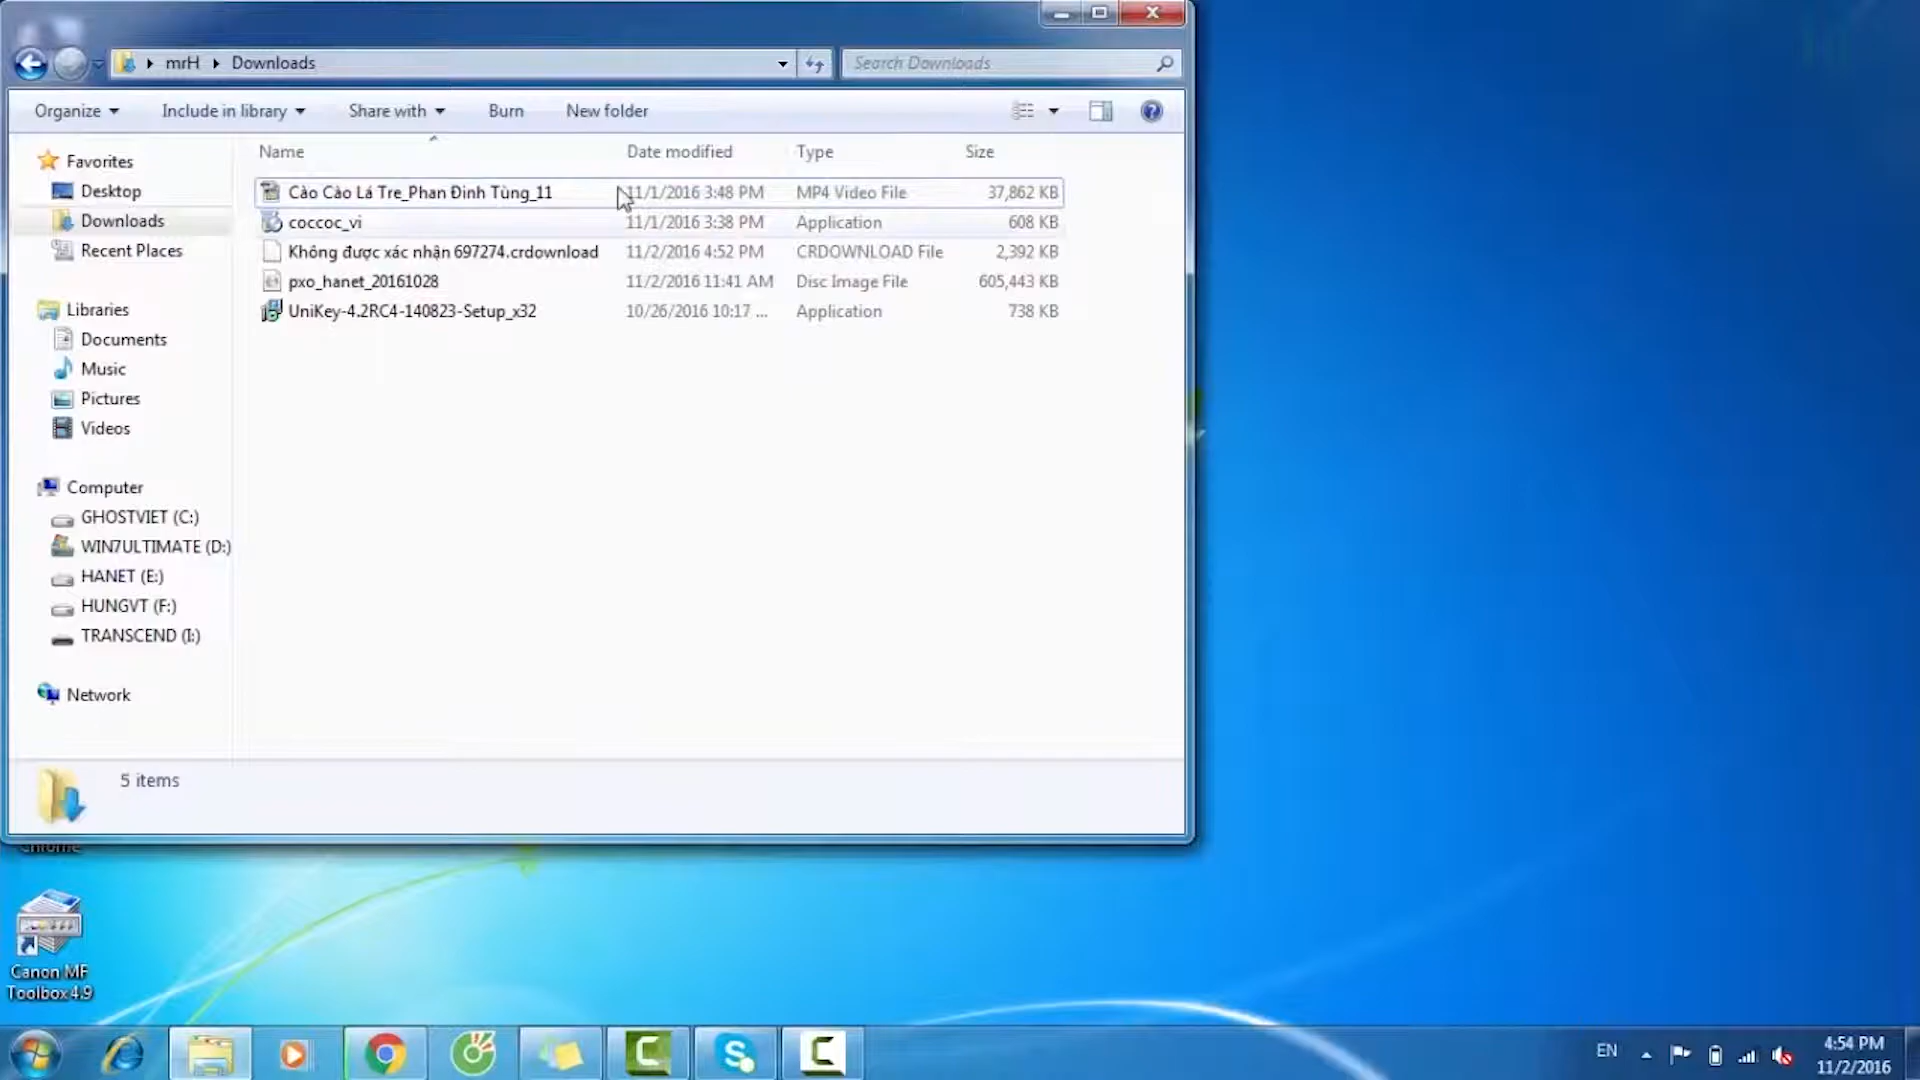 mrH Downloads
Search Downloads
Organize Include in library Share with Burn New folder
Name Date modified Type Size
Cào Cào Lá Tre_Phan Đinh Tùng_11 11/1/2016 3:48 PM MP4 Video File 37,862 KB
coccoc_vi 11/1/2016 3:38 PM Application 608 KB
Không được xác nhận 697274.crdownload 11/2/2016 4:52 PM CRDOWNLOAD File 2,392 KB
pxo_hanet_20161028 11/2/2016 11:41 AM Disc Image File 605,443 KB
UniKey-4.2RC4-140823-Setup_x32 10/26/2016 10:17 ... Application 738 KB
Favorites
Desktop
Downloads
Recent Places
Libraries
Documents
Music
Pictures
Videos
Computer
GHOSTVIET (C:)
WIN7ULTIMATE (D:)
HANET (E:)
HUNGVT (F:)
TRANSCEND (I:)
Network
5 items
Chrome
Canon MF
Toolbox 4.9
EN
4:54 PM
11/2/2016